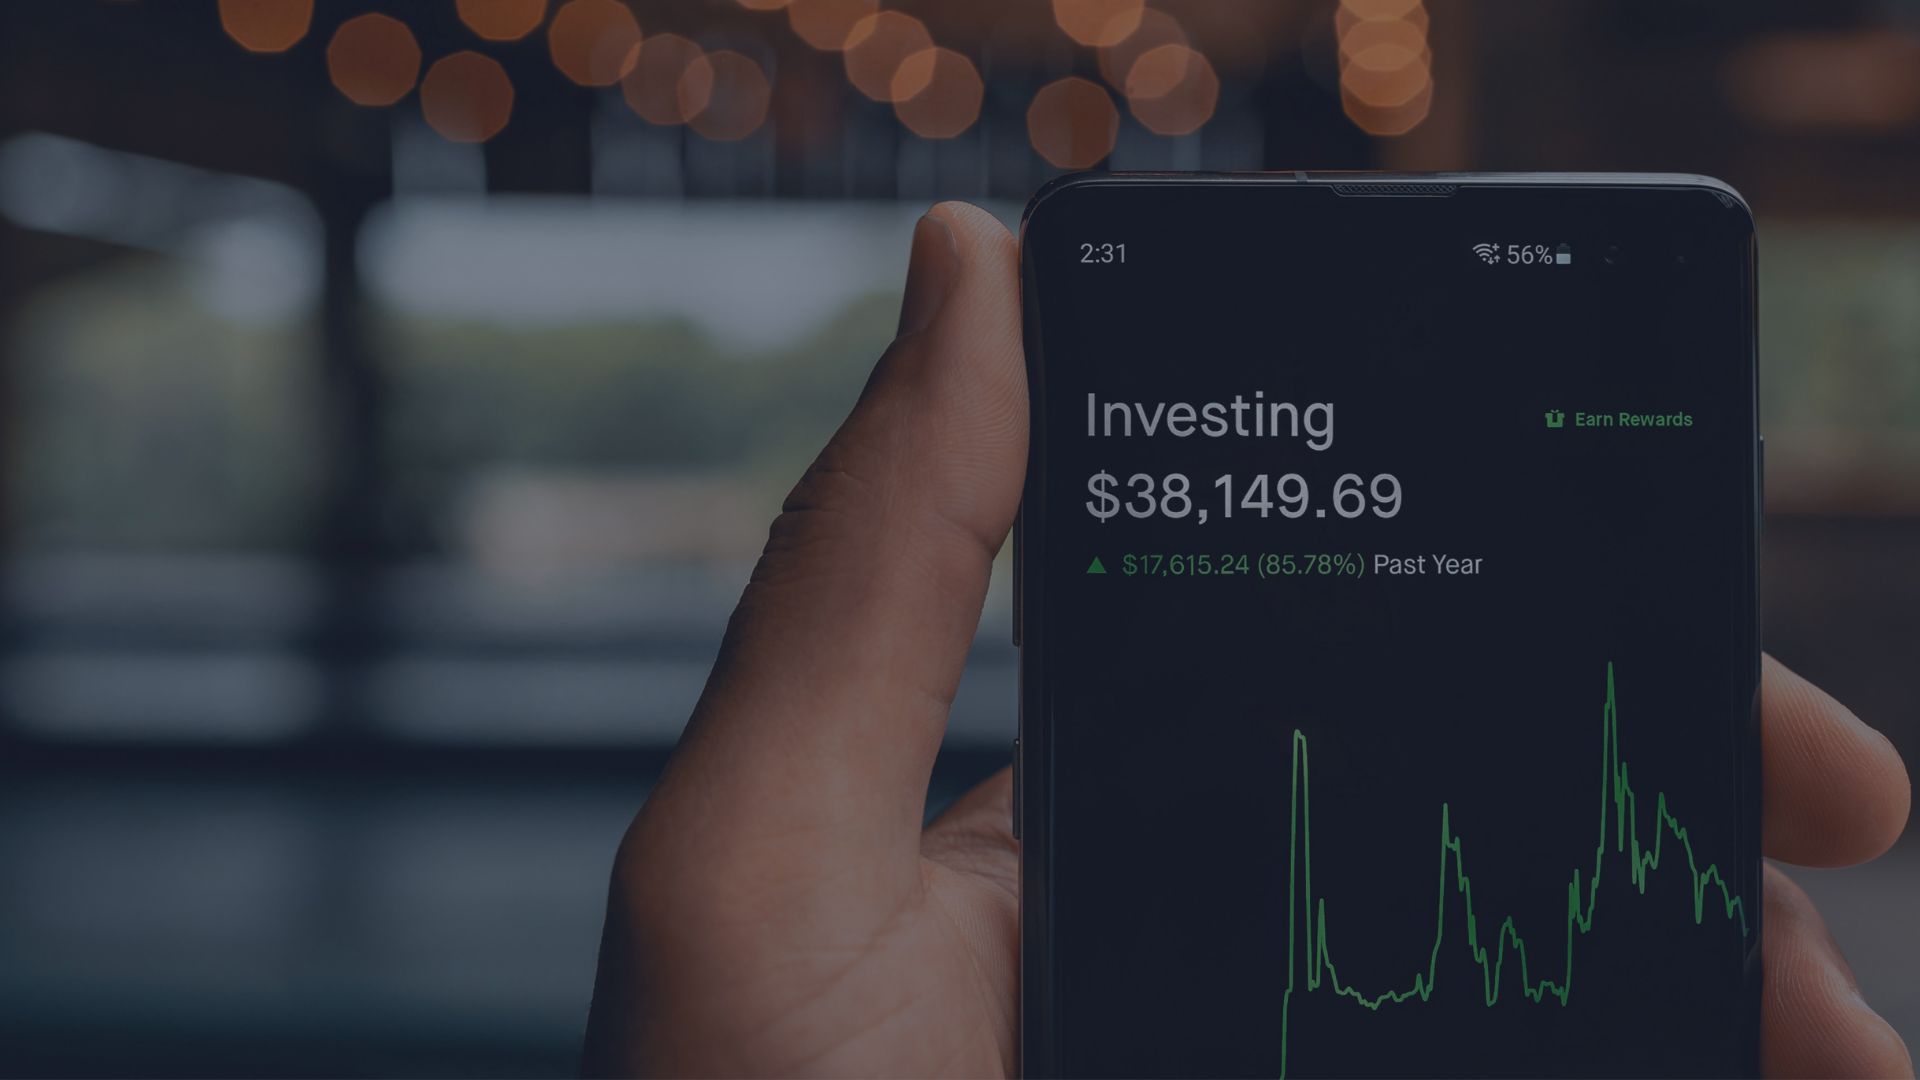 2:31 56%
Investing
Earn Rewards
$38,149.69
▲ $17,615.24 (85.78%) Past Year